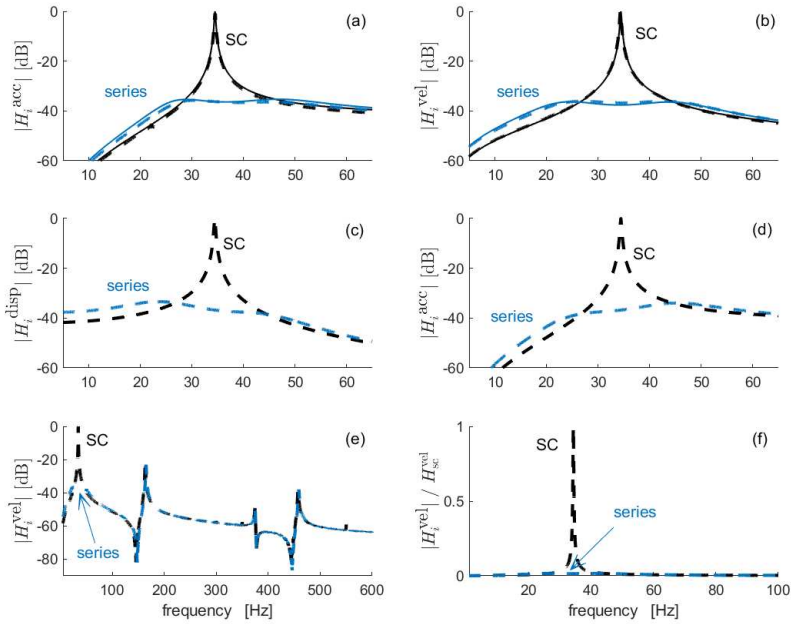 0
-20
-40
-60
|H_i^acc| [dB]
series
SC
(a)
10 20 30 40 50 60
0
-20
-40
-60
|H_i^vel| [dB]
series
SC
(b)
10 20 30 40 50 60
0
-20
-40
-60
|H_i^disp| [dB]
series
SC
(c)
10 20 30 40 50 60
0
-20
-40
-60
|H_i^acc| [dB]
series
SC
(d)
10 20 30 40 50 60
0
-20
-40
-60
-80
|H_i^vel| [dB]
SC
series
(e)
100 200 300 400 500 600
frequency [Hz]
1
0.5
0
|H_i^vel| / H_sc^vel
SC
series
(f)
20 40 60 80 100
frequency [Hz]